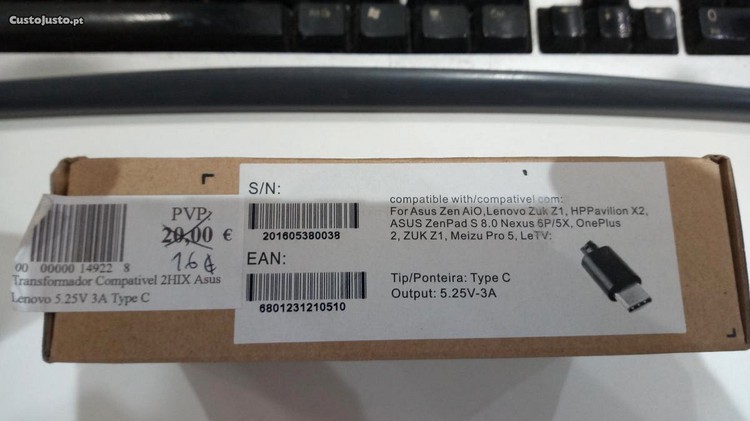 CustoJusto.pt
PVP:
20,00 €
16 €
00 00000 14922 8
Transformador Compativel 2HIX Asus
Lenovo 5.25V 3A Type C
S/N:
201605380038
EAN:
6801231210510
compatible with/compativel com:
For Asus Zen AiO,Lenovo Zuk Z1, HPPavilion X2,
ASUS ZenPad S 8.0 Nexus 6P/5X, OnePlus
2, ZUK Z1, Meizu Pro 5, LeTV:
Tip/Ponteira: Type C
Output: 5.25V-3A